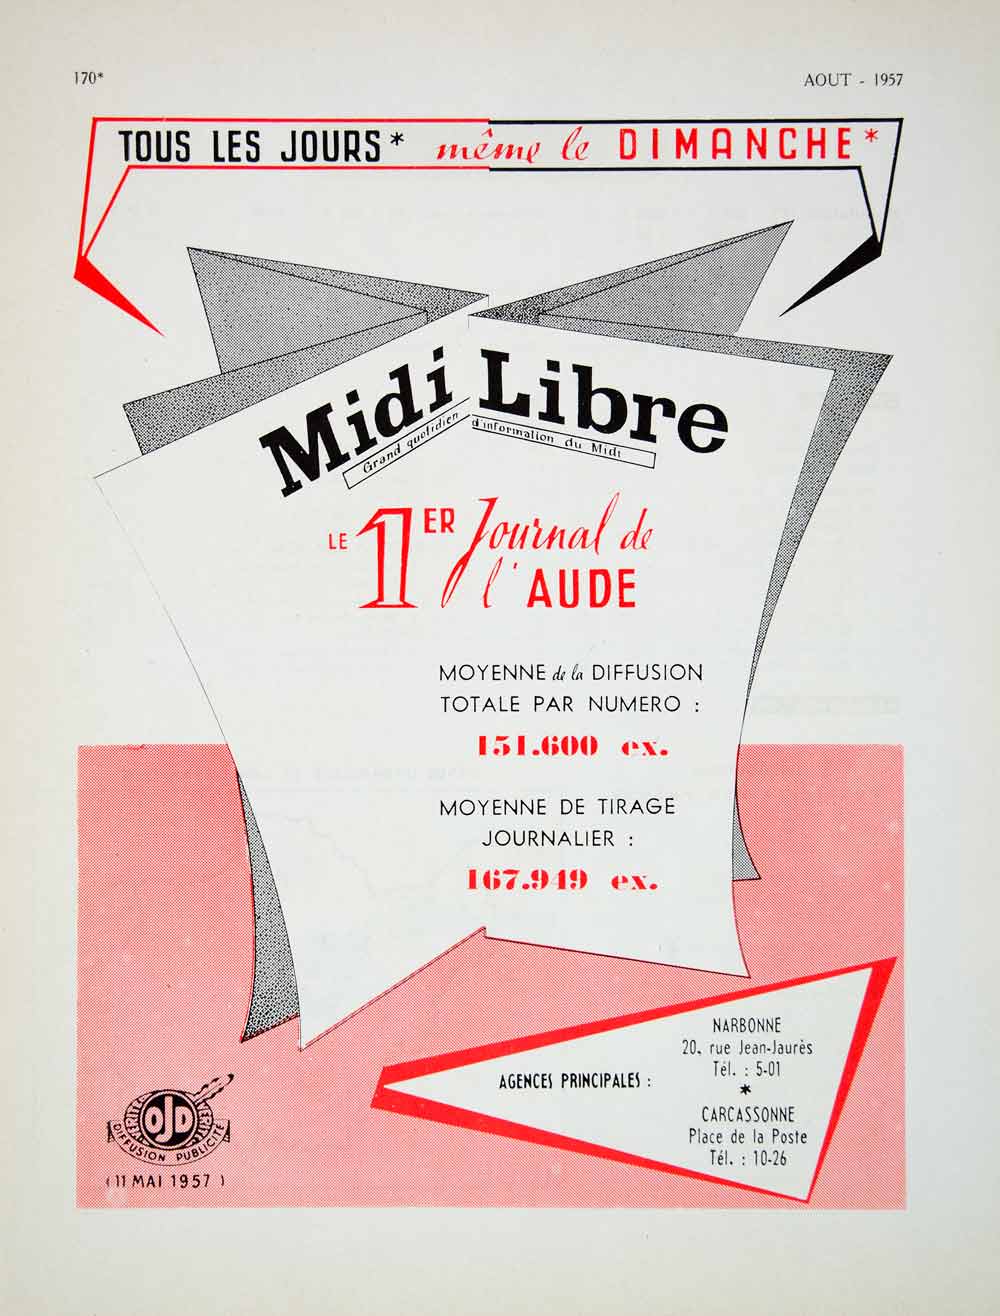 170*
AOUT - 1957
TOUS LES JOURS* même le DIMANCHE*
Midi Libre
Grand quotidien d'information du Midi
LE 1ER Journal de
l'AUDE
MOYENNE de la DIFFUSION
TOTALE PAR NUMERO :
151.600 ex.
MOYENNE DE TIRAGE
JOURNALIER :
167.949 ex.
AGENCES PRINCIPALES :
NARBONNE
20, rue Jean-Jaurès
Tél. : 5-01
*
CARCASSONNE
Place de la Poste
Tél. : 10-26
OJD
DIFFUSION PUBLICITÉ
(11 MAI 1957)